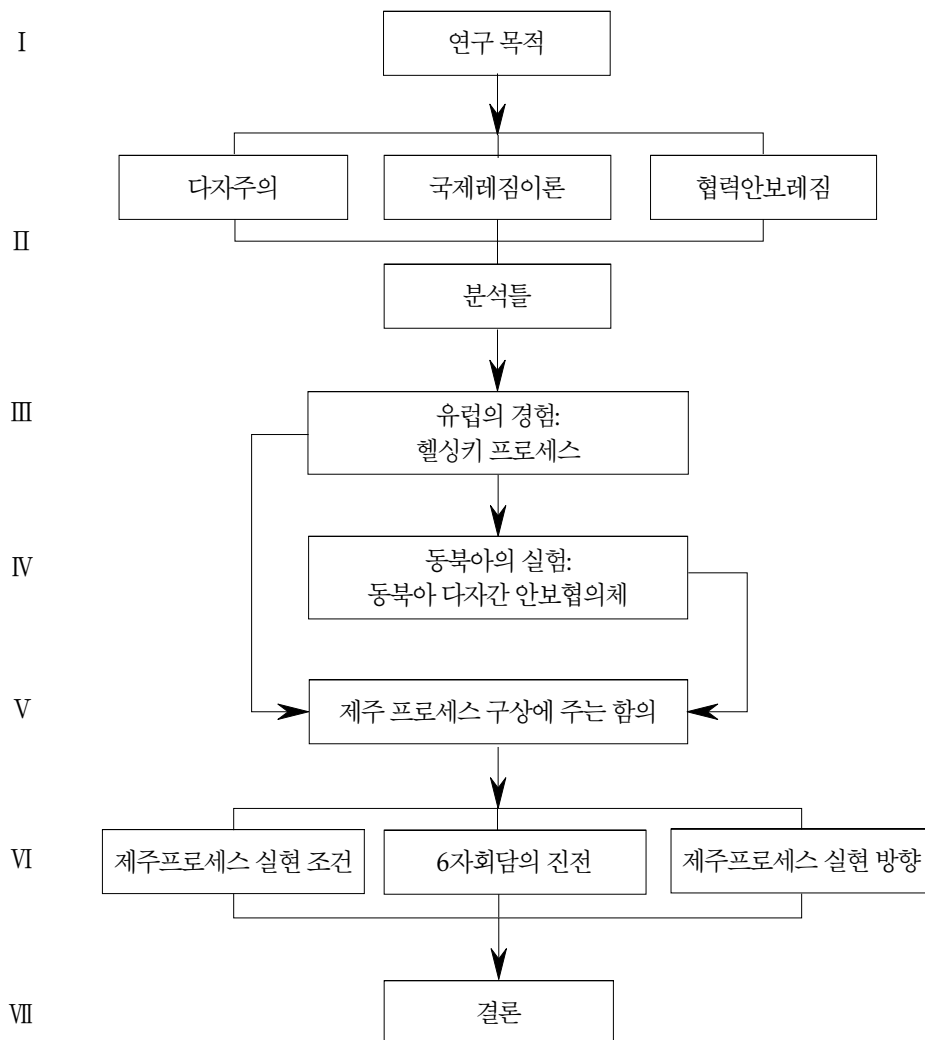 Ⅰ
연구 목적
다자주의
국제레짐이론
협력안보레짐
Ⅱ
분석틀
Ⅲ
유럽의 경험:
헬싱키 프로세스
Ⅳ
동북아의 실험:
동북아 다자간 안보협의체
Ⅴ
제주 프로세스 구상에 주는 함의
Ⅵ
제주프로세스 실현 조건
6자회담의 진전
제주프로세스 실현 방향
Ⅶ
결론